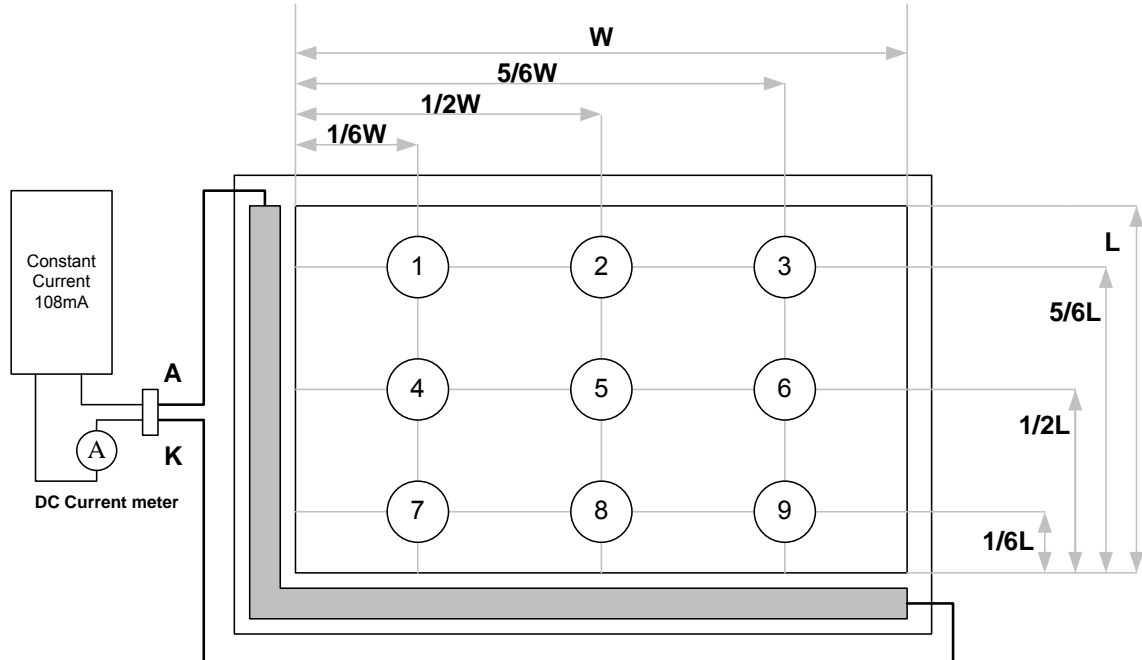 W
5/6W
1/2W
1/6W
Constant
Current
108mA
A
K
A
DC Current meter
1
2
3
4
5
6
7
8
9
L
5/6L
1/2L
1/6L